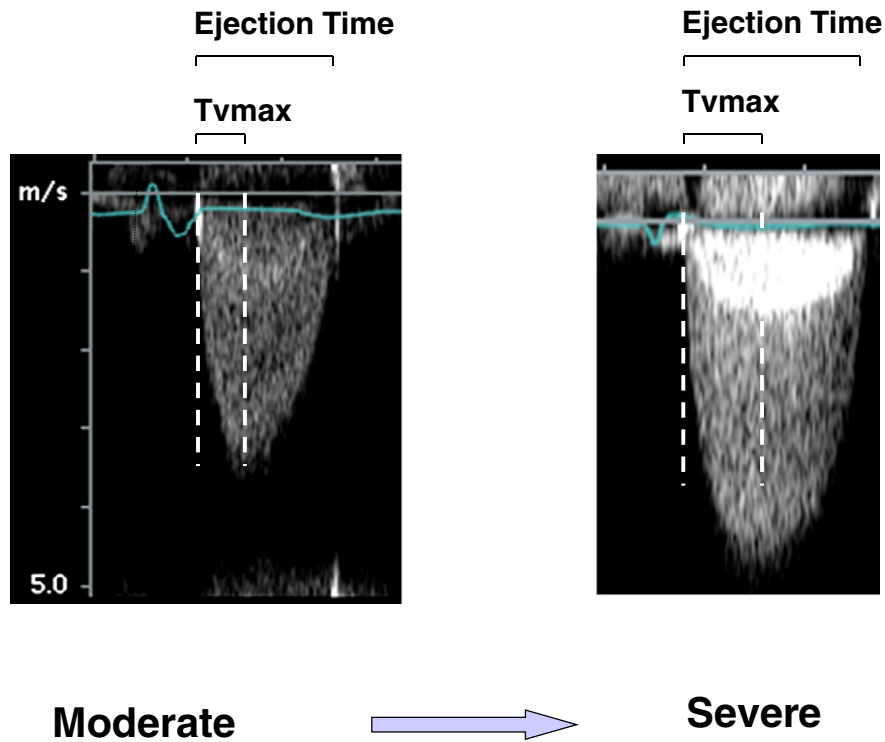 Ejection Time
Tvmax
m/s
5.0
Moderate
Ejection Time
Tvmax
Severe